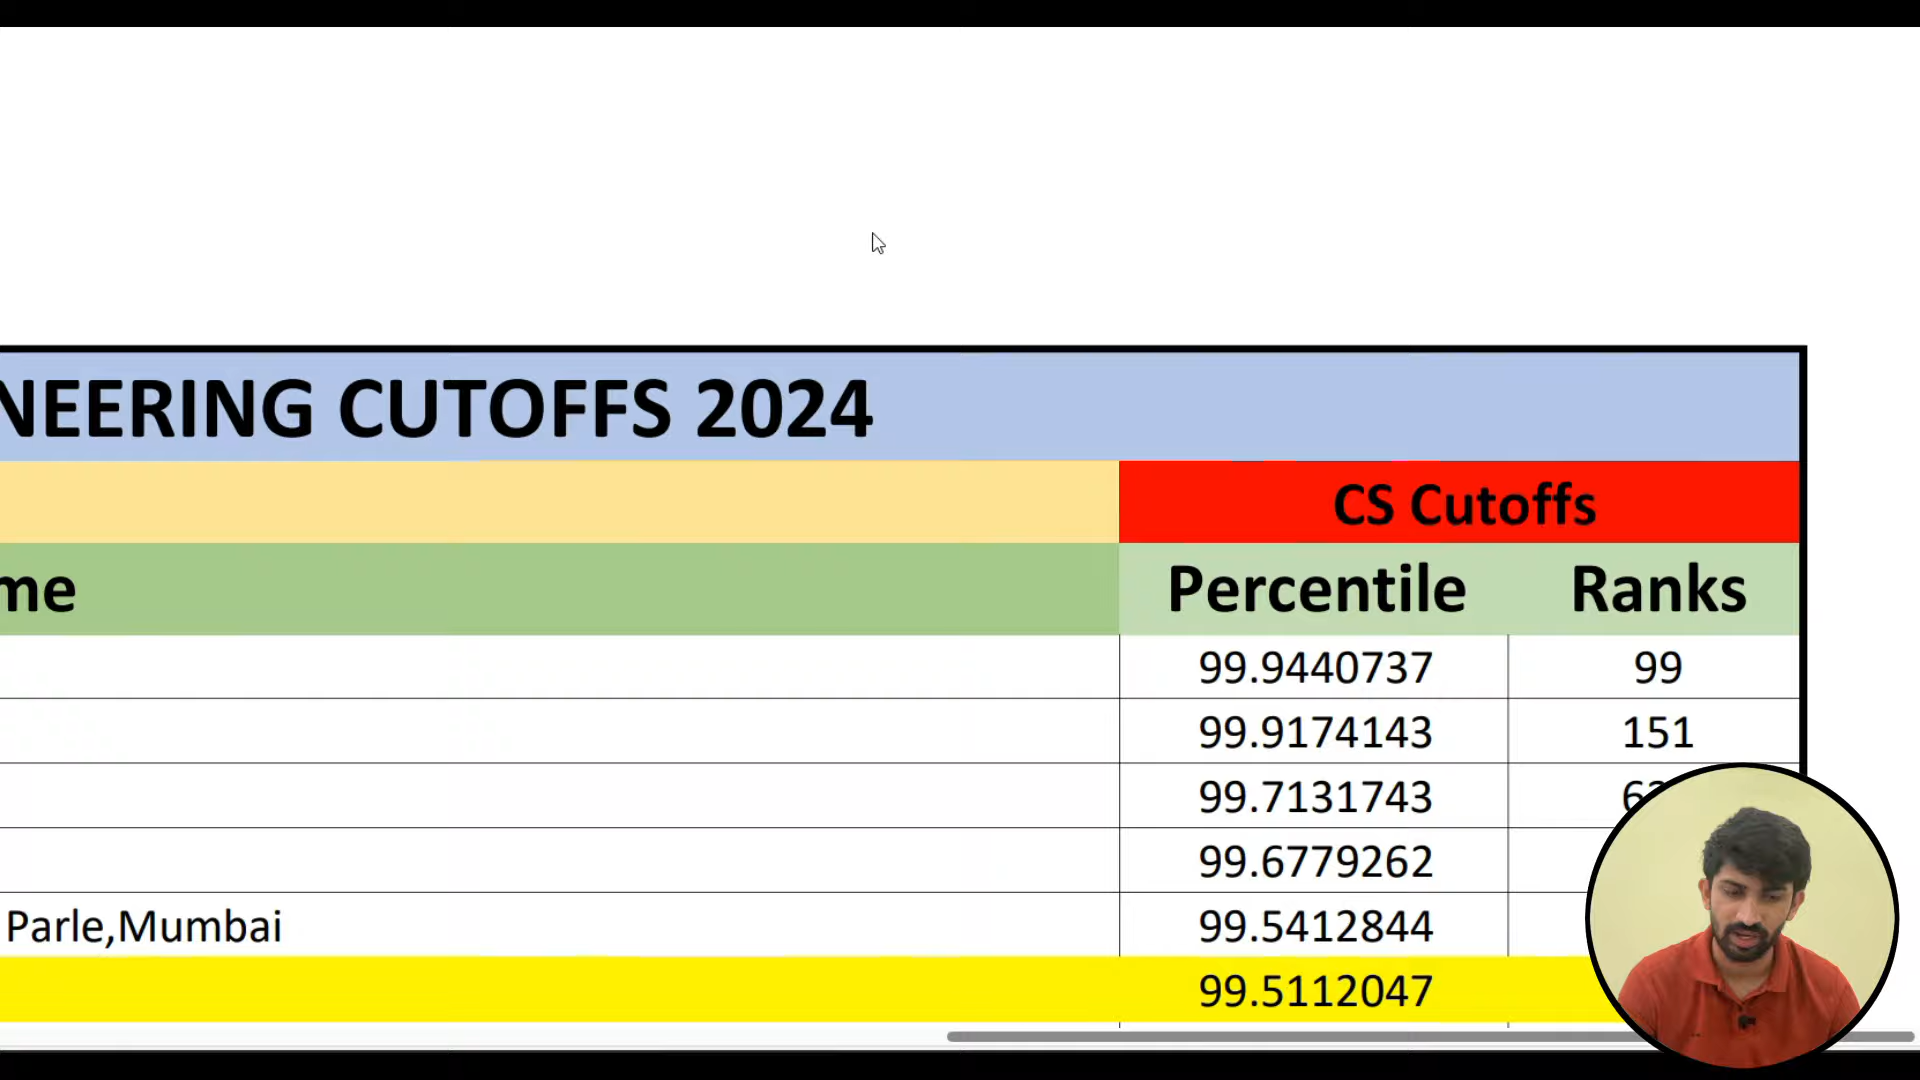 NEERING CUTOFFS 2024
CS Cutoffs
me Percentile Ranks
99.9440737 99
99.9174143 151
99.7131743
99.6779262
Parle,Mumbai 99.5412844
99.5112047